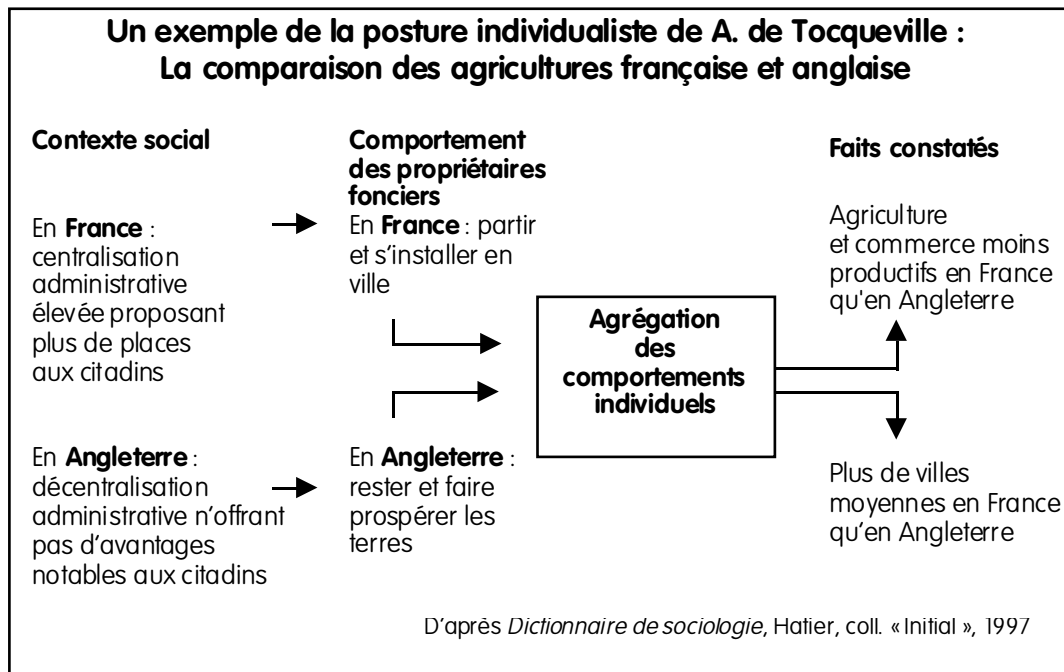 Un exemple de la posture individualiste de A. de Tocqueville :
La comparaison des agricultures française et anglaise
Contexte social
En France :
centralisation
administrative
élevée proposant
plus de places
aux citadins
En Angleterre :
décentralisation
administrative n'offrant
pas d'avantages
notables aux citadins
Comportement
des propriétaires
fonciers
En France : partir
et s'installer en
ville
En Angleterre :
rester et faire
prospérer les
terres
Agrégation
des
comportements
individuels
Faits constatés
Agriculture
et commerce moins
productifs en France
qu'en Angleterre
Plus de villes
moyennes en France
qu'en Angleterre
D'après Dictionnaire de sociologie, Hatier, coll. « Initial », 1997